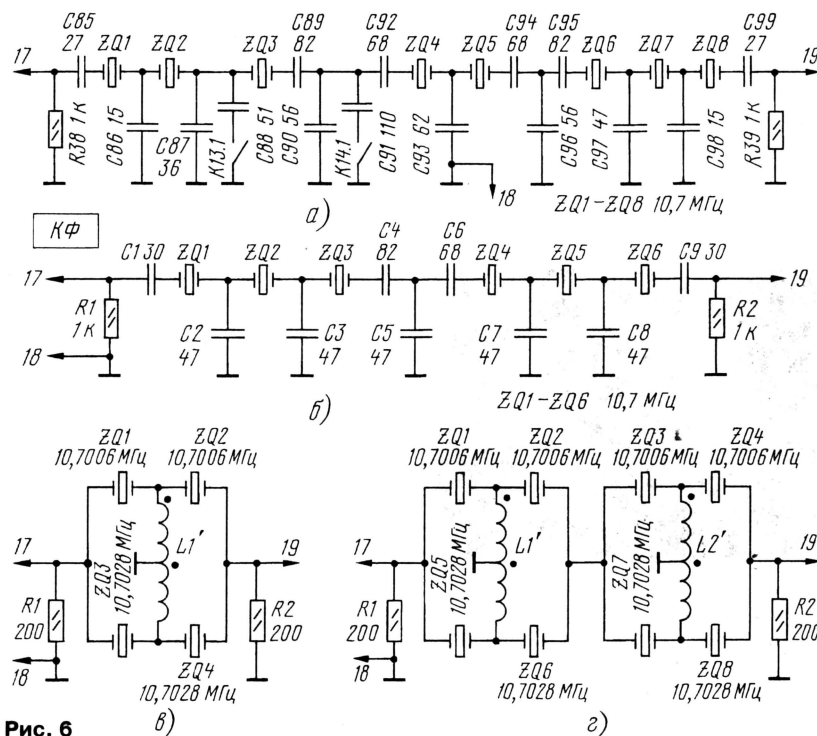 17
C85
27
ZQ1
ZQ2
ZQ3
C89
82
C92
68
ZQ4
ZQ5
C94
68
C95
82
ZQ6
ZQ7
ZQ8
C99
27
19
R38 1к
C86 15
C87
36
К13.1
C88 51
C90 56
К14.1
C91 110
C93 62
18
C96 56
C97 47
C98 15
R39 1к
а)
ZQ1–ZQ8 10,7 МГц
КФ
17
C1 30
ZQ1
ZQ2
ZQ3
C4
82
C6
68
ZQ4
ZQ5
ZQ6
C9 30
19
R1
1к
18
C2
47
C3
47
C5
47
C7
47
C8
47
R2
1к
б)
ZQ1–ZQ6 10,7 МГц
ZQ1
10,7006 МГц
ZQ2
10,7006 МГц
17
ZQ3
10,7028 МГц
L1′
19
R1
200
R2
200
18
ZQ4
10,7028 МГц
в)
ZQ1
10,7006 МГц
ZQ2
10,7006 МГц
ZQ3
10,7006 МГц
ZQ4
10,7006 МГц
17
ZQ5
10,7028 МГц
L1′
ZQ7
10,7028 МГц
L2′
19
R1
200
R2
200
18
ZQ6
10,7028 МГц
ZQ8
10,7028 МГц
г)
Рис. 6